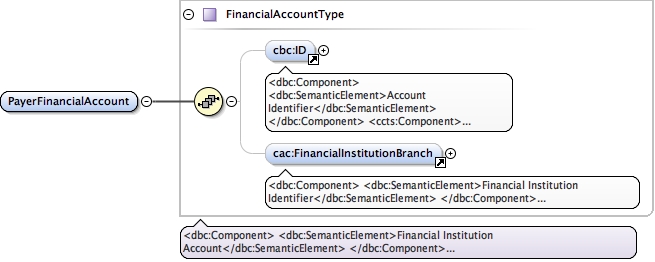 FinancialAccountType
cbc:ID
<dbc:Component>
<dbc:SemanticElement>Account
Identifier</dbc:SemanticElement>
</dbc:Component> <ccts:Component>...
PayerFinancialAccount
cac:FinancialInstitutionBranch
<dbc:Component> <dbc:SemanticElement>Financial Institution
Identifier</dbc:SemanticElement> </dbc:Component>...
<dbc:Component> <dbc:SemanticElement>Financial Institution
Account</dbc:SemanticElement> </dbc:Component>...